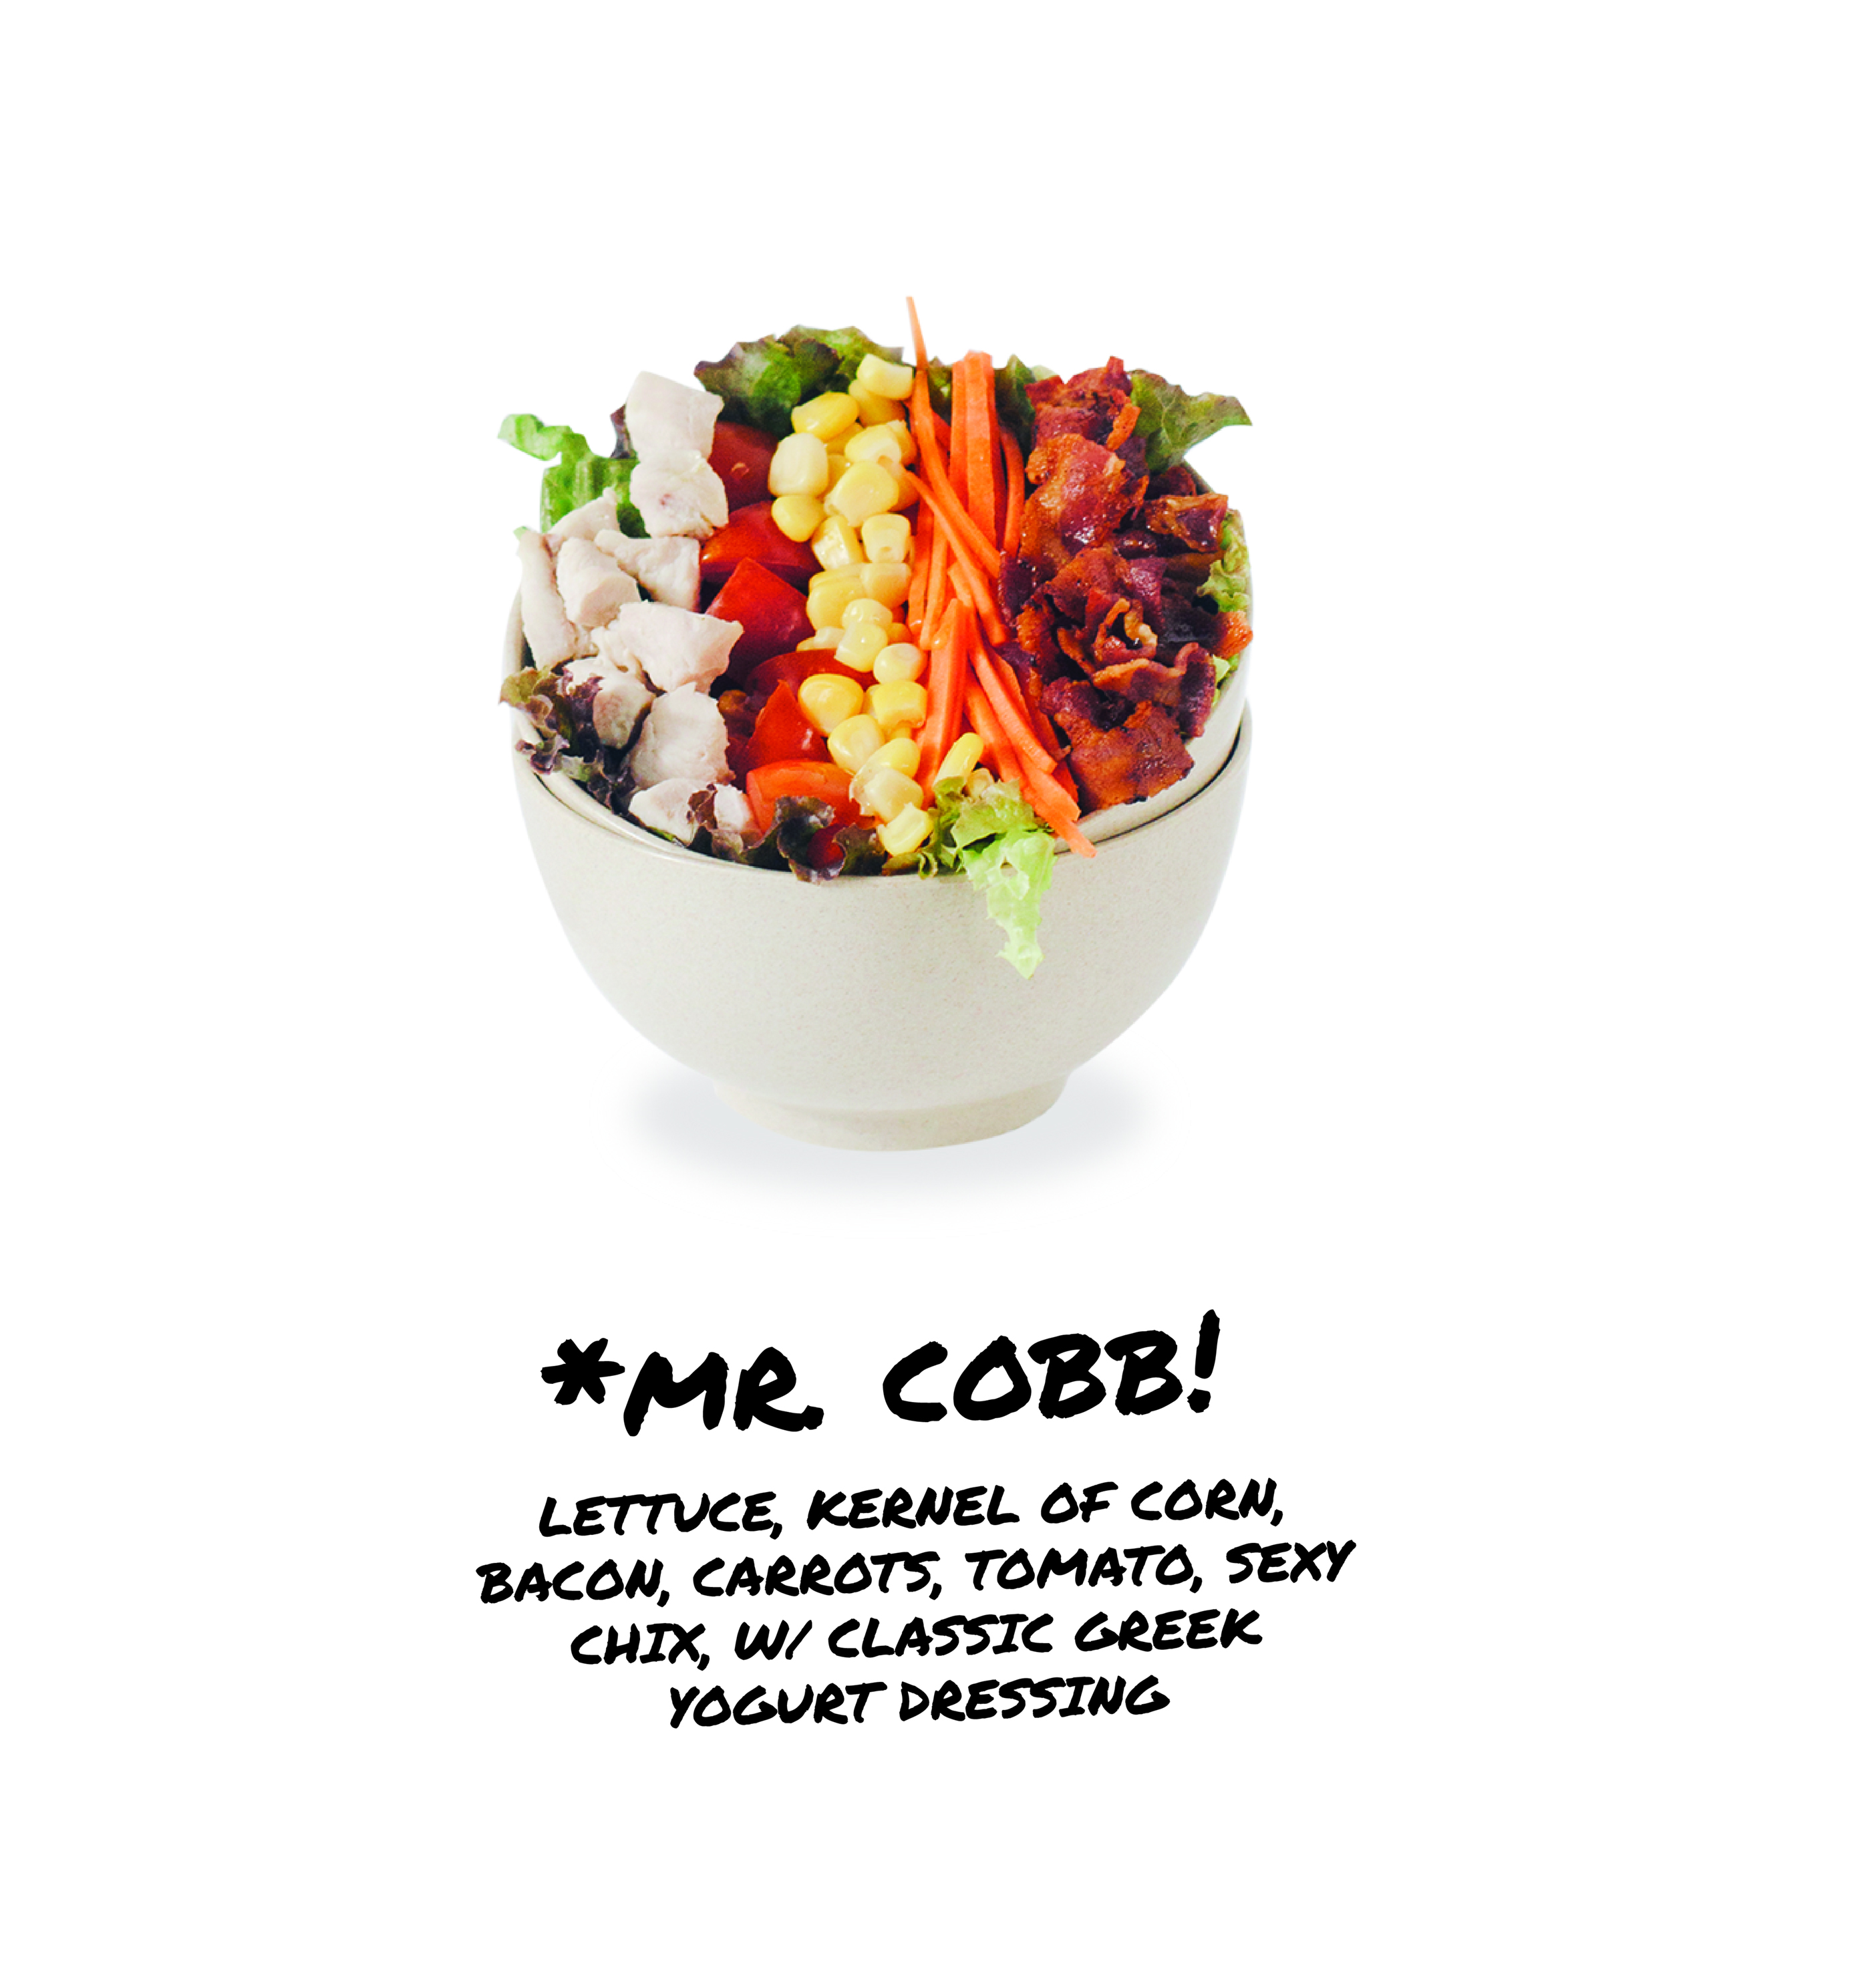 *MR. COBB!
LETTUCE, KERNEL OF CORN,
BACON, CARROTS, TOMATO, SEXY
CHIX, W/ CLASSIC GREEK
YOGURT DRESSING